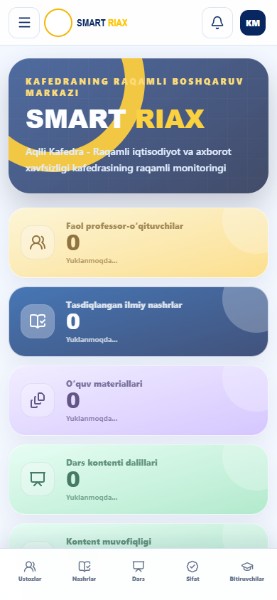 SMART RIAX
KM
KAFEDRANING RAQAMLI BOSHQARUV
MARKAZI
SMART RIAX
Aqlli Kafedra - Raqamli iqtisodiyot va axborot
xavfsizligi kafedrasining raqamli monitoringi
Faol professor-o'qituvchilar
0
Yuklanmoqda...
Tasdiqlangan ilmiy nashrlar
0
Yuklanmoqda...
O'quv materiallari
0
Yuklanmoqda...
Dars kontenti dalillari
0
Yuklanmoqda...
Kontent muvofiqligi
Ustozlar Nashrlar Dars Sifat Bitiruvchilar